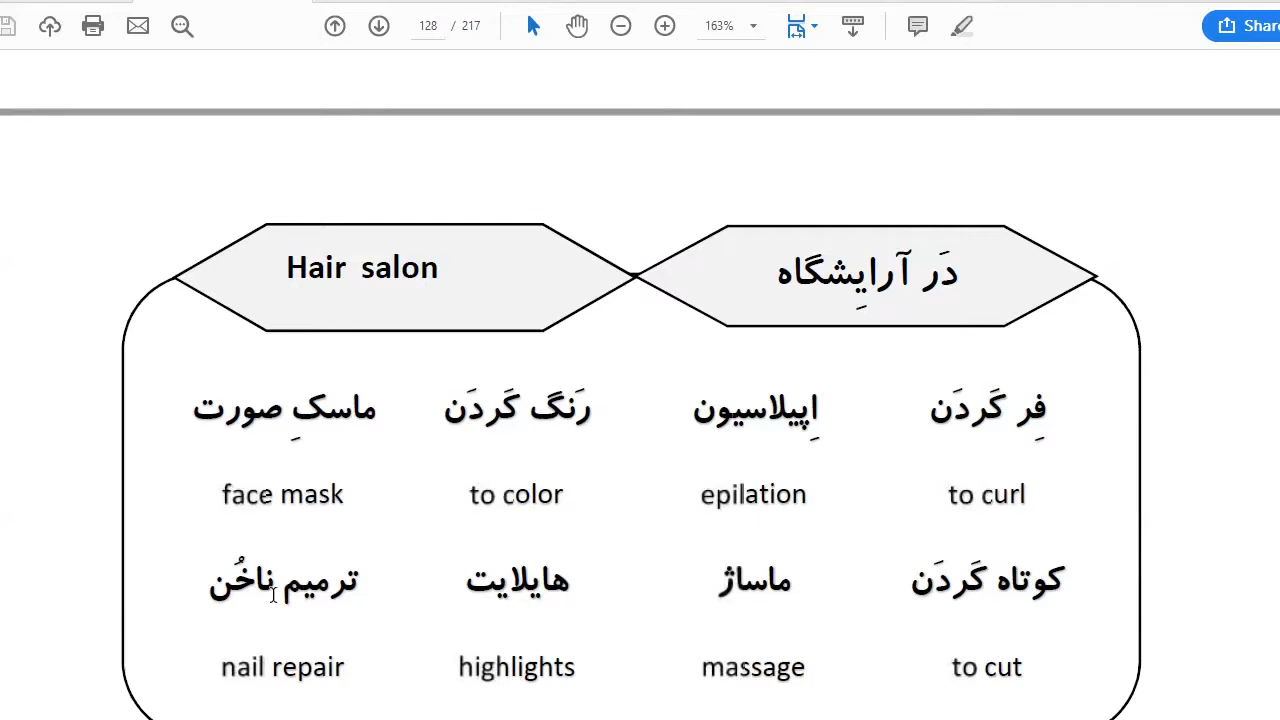 128 / 217 163% Share
Hair salon دَر آرایِشگاه
فِر کَردَن اِپیلاسیون رَنگ کَردَن ماسکِ صورت
face mask to color epilation to curl
کوتاه کَردَن ماساژ هایلایت ترمیم ناخُن
nail repair highlights massage to cut